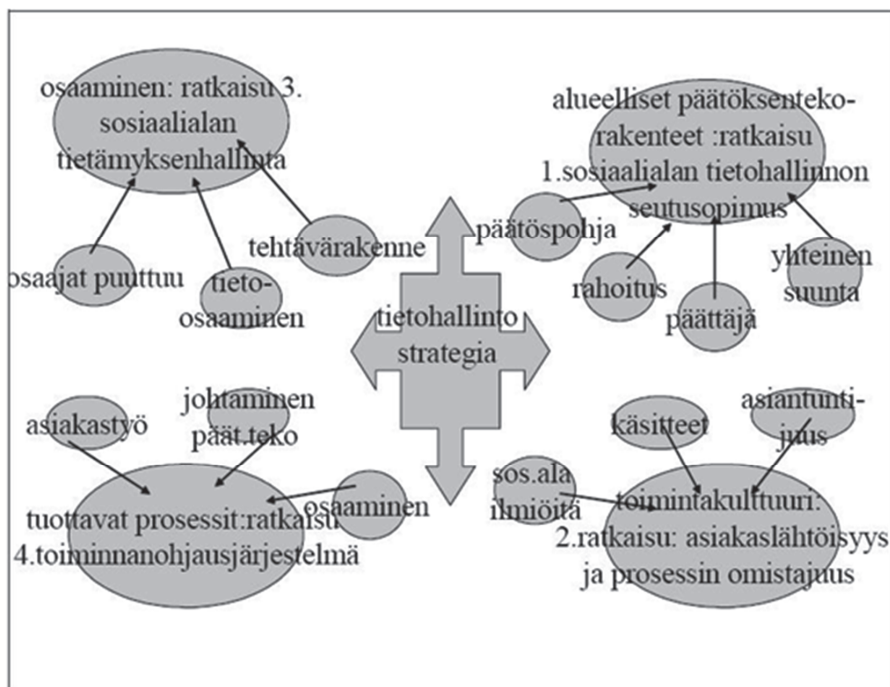 osaaminen: ratkaisu 3.
sosiaalialan
tietämyksenhallinta
osaajat puuttuu
tieto-
osaaminen
tehtävärakenne
alueelliset päätöksenteko-
rakenteet :ratkaisu
1.sosiaalialan tietohallinnon
seutusopimus
päätöspohja
rahoitus
päättäjä
yhteinen
suunta
tietohallinto
strategia
asiakastyö
johtaminen
päät.teko
osaaminen
tuottavat prosessit:ratkaisu
4.toiminnanohjausjärjestelmä
käsitteet
asiantunti-
juus
sos.ala
ilmiöitä
toimintakulttuuri:
2.ratkaisu: asiakaslähtöisyys
ja prosessin omistajuus